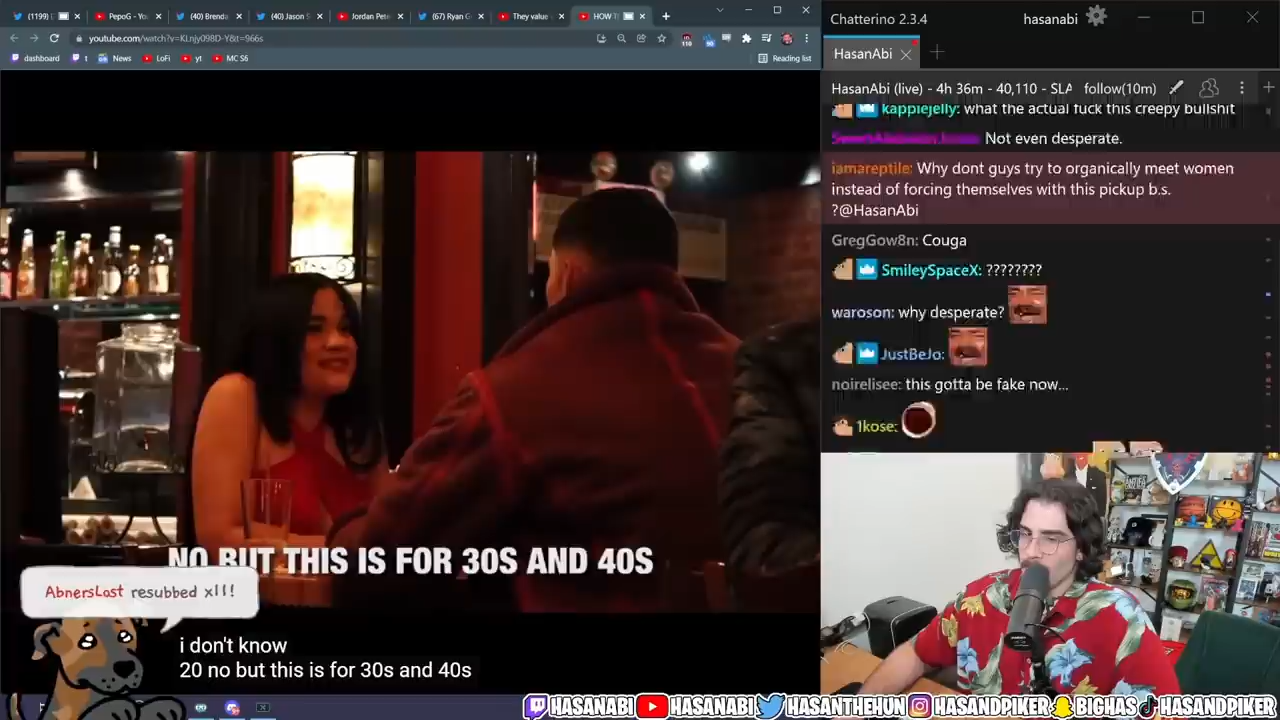 (1199)
PepoG - You
(40) Brenda
(40) Jason S
Jordan Pete
(67) Ryan G
They value
HOW T
youtube.com/watch?v=KLnjy09BD-Y&t=966s
dashboard
t
News
LoFi
yt
MC S6
Reading list
NO BUT THIS IS FOR 30S AND 40S
AbnersLost resubbed x11!
i don't know
20 no but this is for 30s and 40s
Chatterino 2.3.4
hasanabi
HasanAbi
HasanAbi (live) - 4h 36m - 40,110 - SLA
follow(10m)
kappiejelly: what the actual fuck this creepy bullshit
Not even desperate.
iamareptile: Why dont guys try to organically meet women
instead of forcing themselves with this pickup b.s.
?@HasanAbi
GregGow8n: Couga
SmileySpaceX: ????????
waroson: why desperate?
JustBeJo:
noirelisee: this gotta be fake now...
1kose:
HASANABI
HASANABI
HASANTHEHUN
HASANDPIKER
BIGHAS
HASANDPIKER